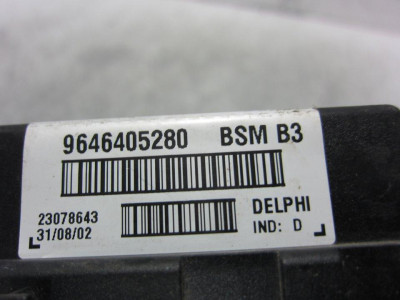 9646405280 BSM B3
23078643 DELPHI
31/08/02 IND: D